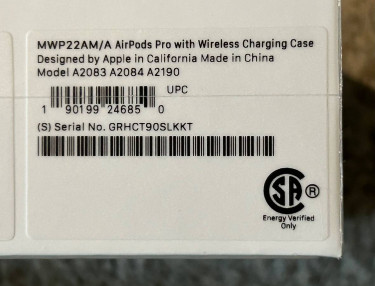 MWP22AM/A AirPods Pro with Wireless Charging Case
Designed by Apple in California Made in China
Model A2083 A2084 A2190
UPC
1 90199 24685 0
(S) Serial No. GRHCT90SLKKT
CSA ®
Energy Verified
Only